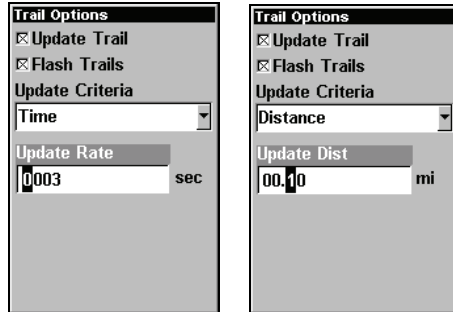 Trail Options
Update Trail
Flash Trails
Update Criteria
Time
Update Rate
0003 sec
Trail Options
Update Trail
Flash Trails
Update Criteria
Distance
Update Dist
00.10 mi